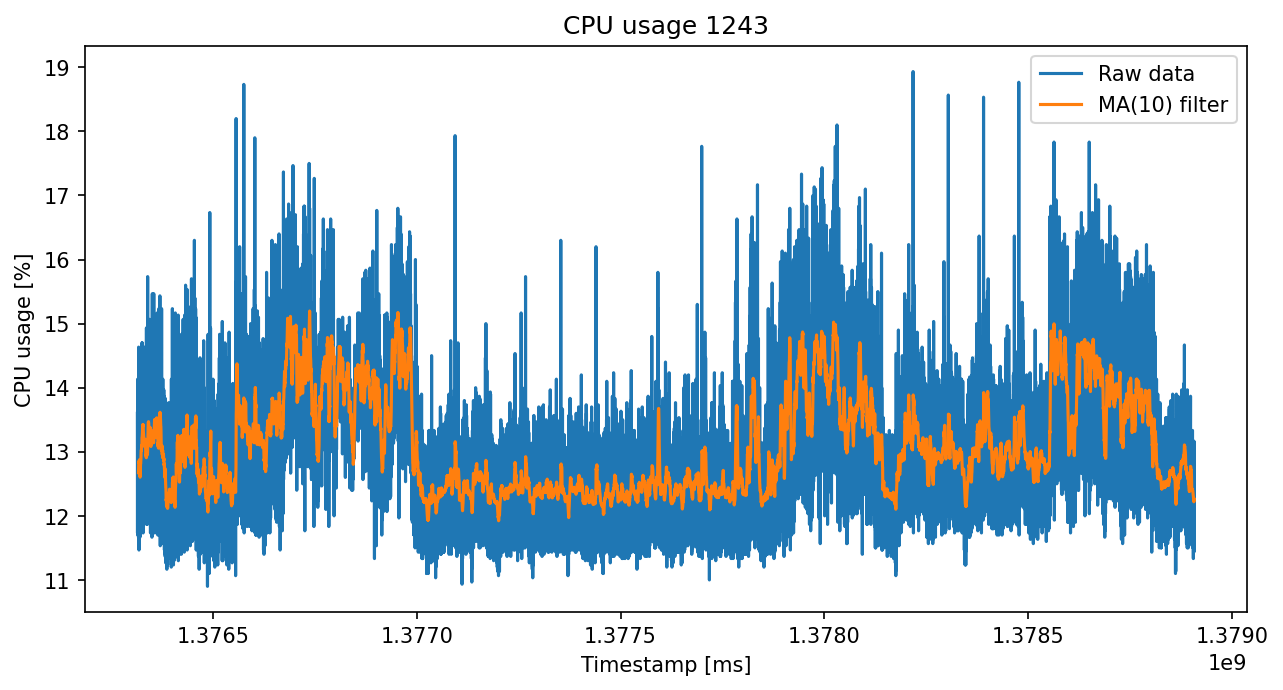 CPU usage 1243
Raw data
MA(10) filter
CPU usage [%]
19
18
17
16
15
14
13
12
11
1.3765 1.3770 1.3775 1.3780 1.3785 1.3790
1e9
Timestamp [ms]